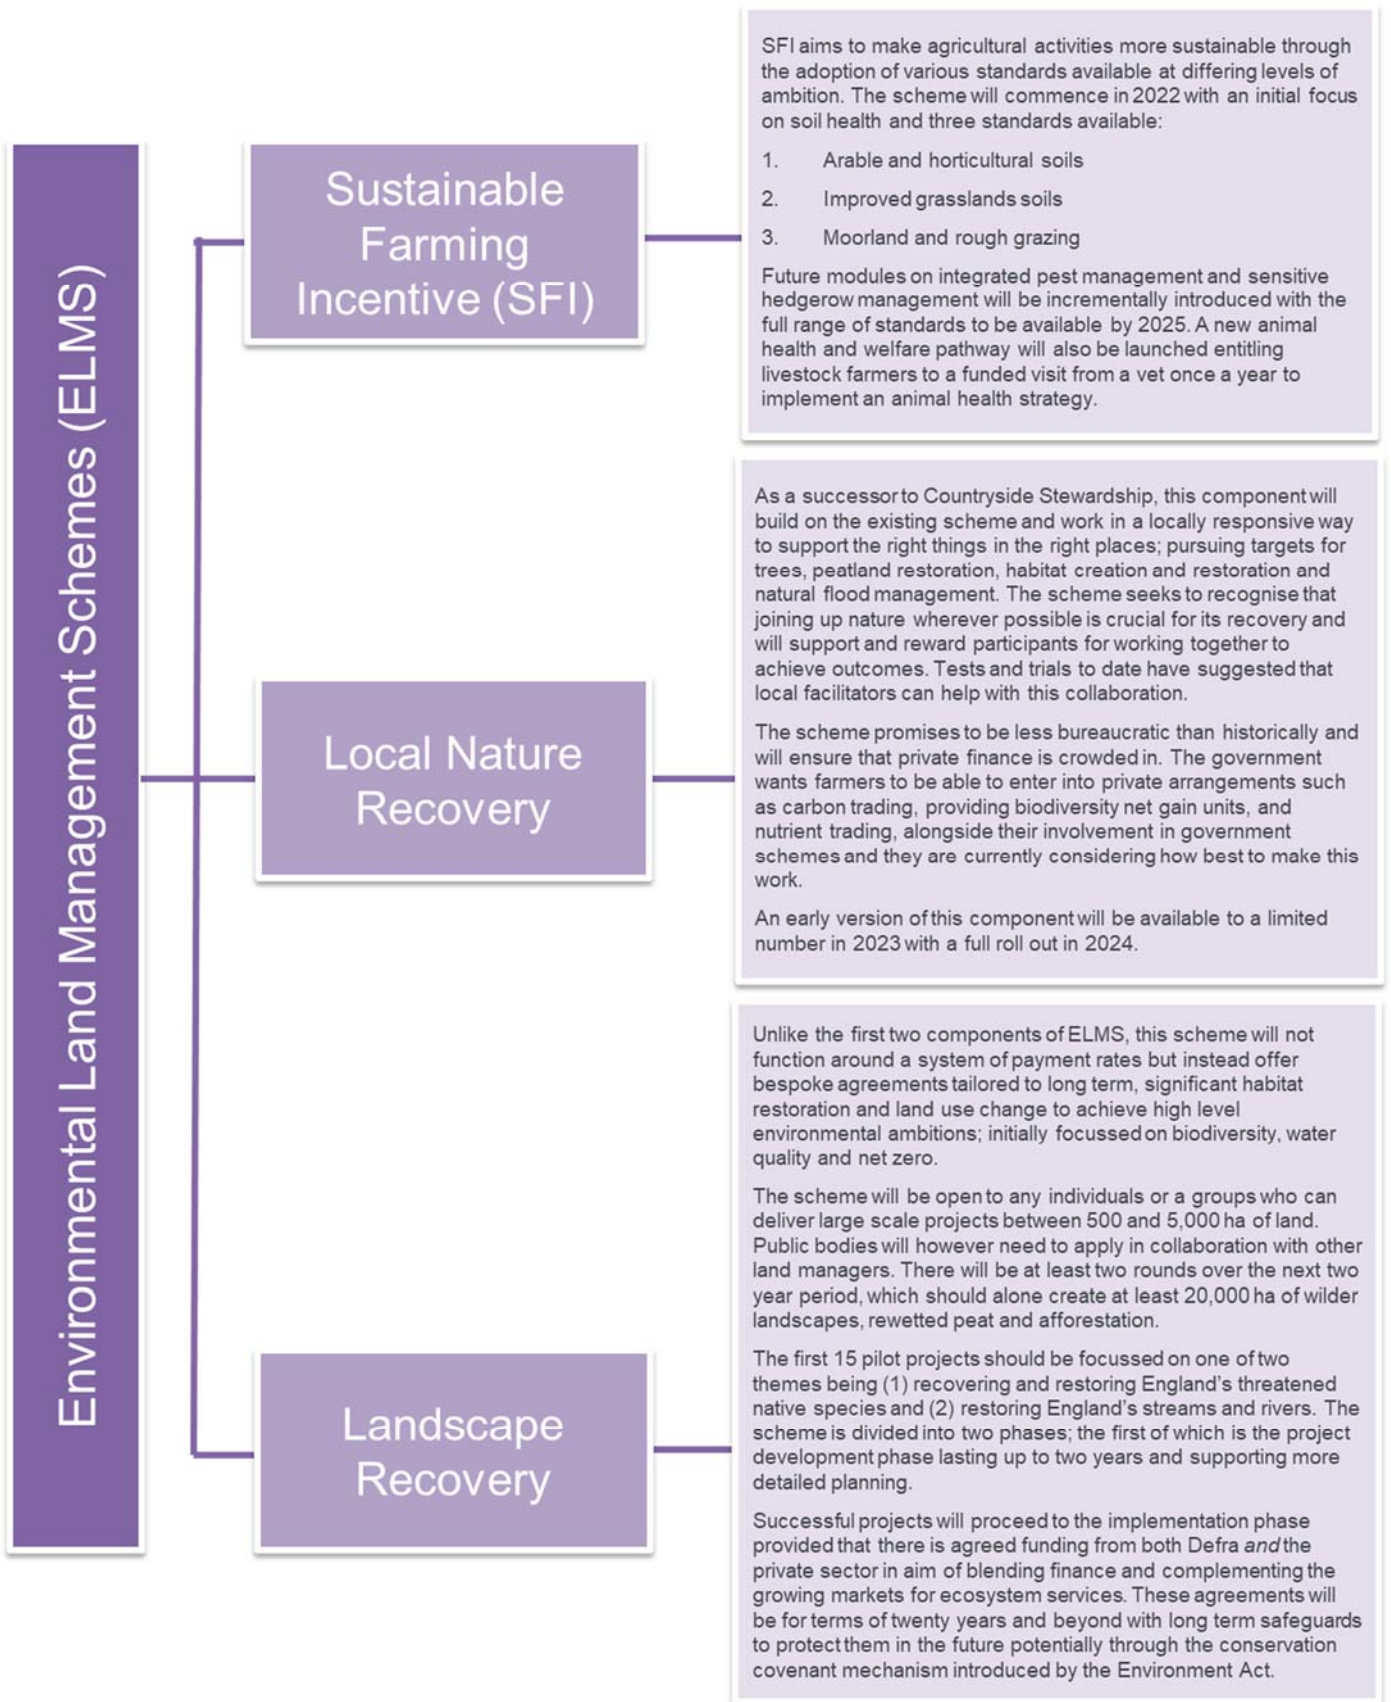 Environmental Land Management Schemes (ELMS)
Sustainable
Farming
Incentive (SFI)
SFI aims to make agricultural activities more sustainable through
the adoption of various standards available at differing levels of
ambition. The scheme will commence in 2022 with an initial focus
on soil health and three standards available:
1. Arable and horticultural soils
2. Improved grasslands soils
3. Moorland and rough grazing
Future modules on integrated pest management and sensitive
hedgerow management will be incrementally introduced with the
full range of standards to be available by 2025. A new animal
health and welfare pathway will also be launched entitling
livestock farmers to a funded visit from a vet once a year to
implement an animal health strategy.
Local Nature
Recovery
As a successor to Countryside Stewardship, this component will
build on the existing scheme and work in a locally responsive way
to support the right things in the right places; pursuing targets for
trees, peatland restoration, habitat creation and restoration and
natural flood management. The scheme seeks to recognise that
joining up nature wherever possible is crucial for its recovery and
will support and reward participants for working together to
achieve outcomes. Tests and trials to date have suggested that
local facilitators can help with this collaboration.
The scheme promises to be less bureaucratic than historically and
will ensure that private finance is crowded in. The government
wants farmers to be able to enter into private arrangements such
as carbon trading, providing biodiversity net gain units, and
nutrient trading, alongside their involvement in government
schemes and they are currently considering how best to make this
work.
An early version of this component will be available to a limited
number in 2023 with a full roll out in 2024.
Landscape
Recovery
Unlike the first two components of ELMS, this scheme will not
function around a system of payment rates but instead offer
bespoke agreements tailored to long term, significant habitat
restoration and land use change to achieve high level
environmental ambitions; initially focussed on biodiversity, water
quality and net zero.
The scheme will be open to any individuals or a groups who can
deliver large scale projects between 500 and 5,000 ha of land.
Public bodies will however need to apply in collaboration with other
land managers. There will be at least two rounds over the next two
year period, which should alone create at least 20,000 ha of wilder
landscapes, rewetted peat and afforestation.
The first 15 pilot projects should be focussed on one of two
themes being (1) recovering and restoring England's threatened
native species and (2) restoring England's streams and rivers. The
scheme is divided into two phases; the first of which is the project
development phase lasting up to two years and supporting more
detailed planning.
Successful projects will proceed to the implementation phase
provided that there is agreed funding from both Defra and the
private sector in aim of blending finance and complementing the
growing markets for ecosystem services. These agreements will
be for terms of twenty years and beyond with long term safeguards
to protect them in the future potentially through the conservation
covenant mechanism introduced by the Environment Act.